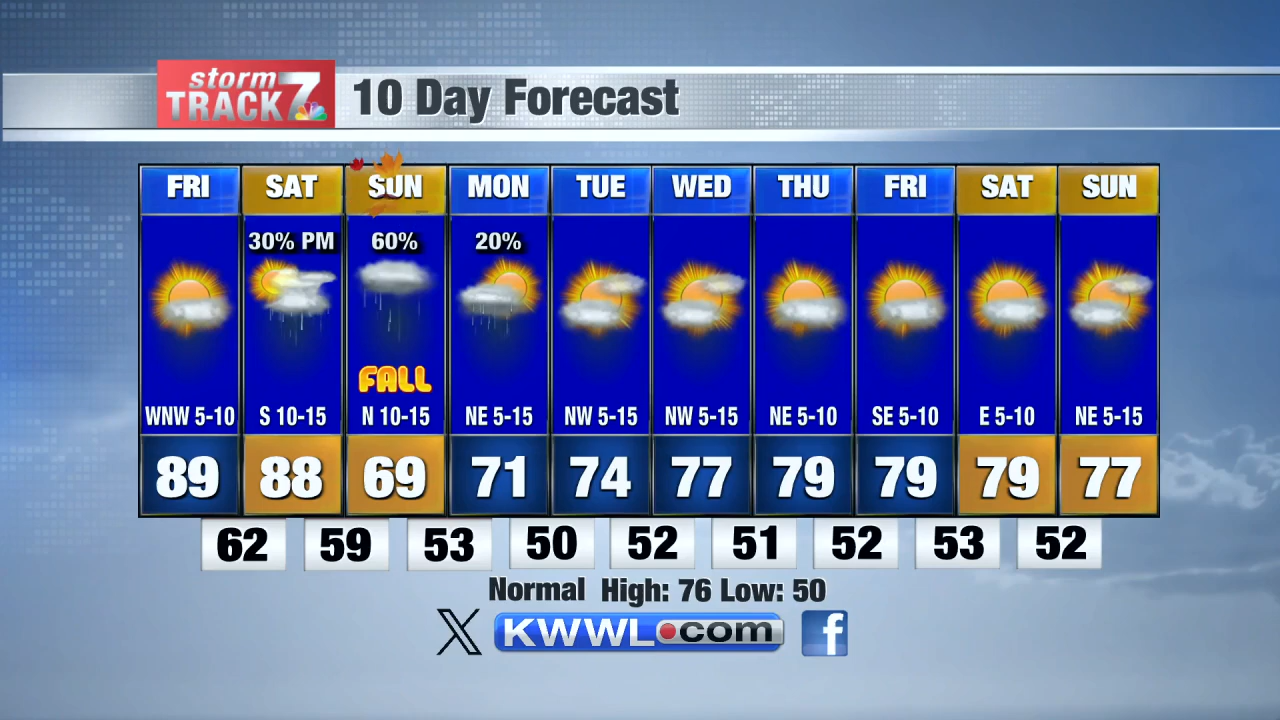 storm
TRACK 7
10 Day Forecast
FRI SAT SUN MON TUE WED THU FRI SAT SUN
30% PM 60% 20%
FALL
WNW 5-10 S 10-15 N 10-15 NE 5-15 NW 5-15 NW 5-15 NE 5-10 SE 5-10 E 5-10 NE 5-15
89 88 69 71 74 77 79 79 79 77
62 59 53 50 52 51 52 53 52
Normal High: 76 Low: 50
X KWWL.com f